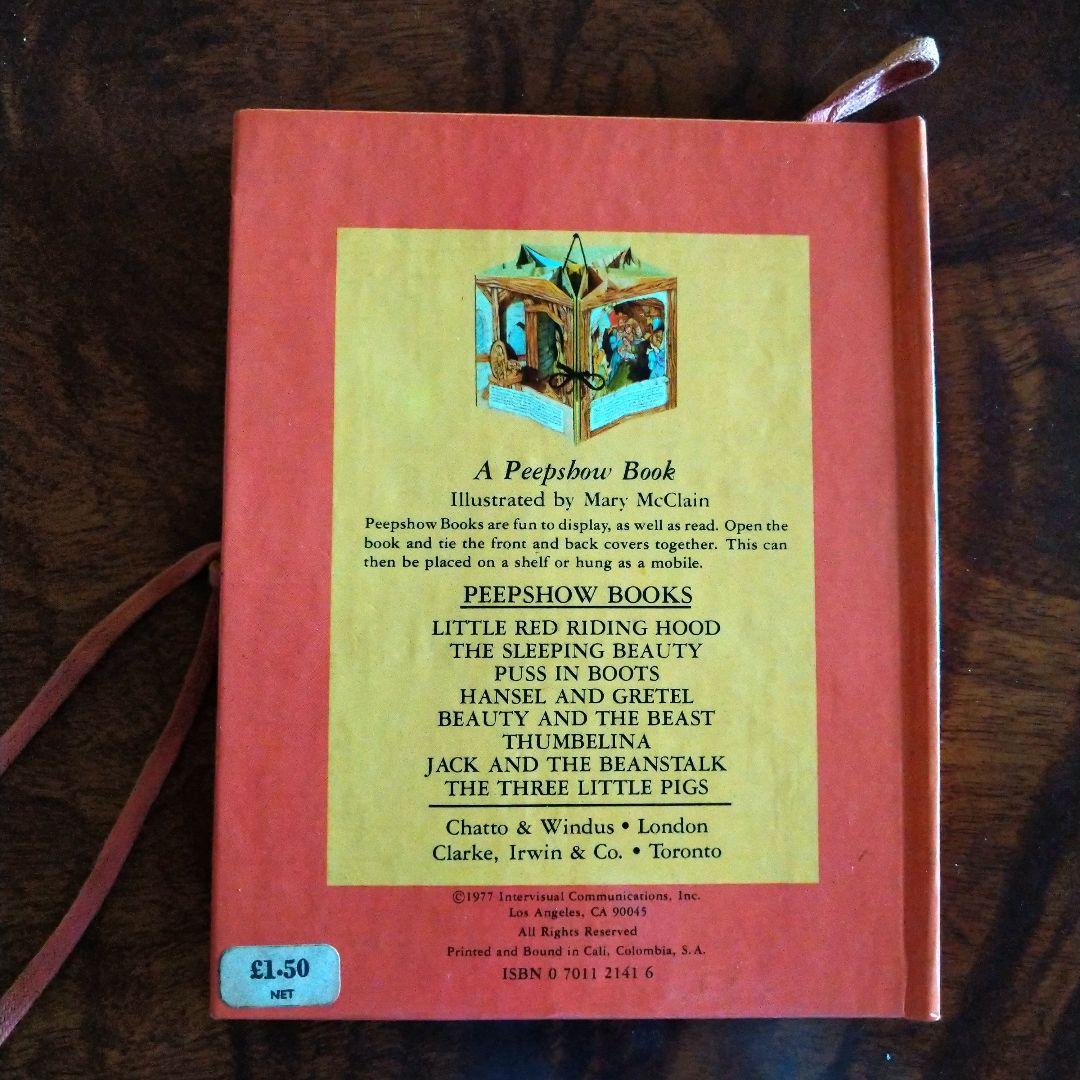 A Peepshow Book
Illustrated by Mary McClain
Peepshow Books are fun to display, as well as read. Open the
book and tie the front and back covers together. This can
then be placed on a shelf or hung as a mobile.
PEEPSHOW BOOKS
LITTLE RED RIDING HOOD
THE SLEEPING BEAUTY
PUSS IN BOOTS
HANSEL AND GRETEL
BEAUTY AND THE BEAST
THUMBELINA
JACK AND THE BEANSTALK
THE THREE LITTLE PIGS
Chatto & Windus • London
Clarke, Irwin & Co. • Toronto
©1977 Intervisual Communications, Inc.
Los Angeles, CA 90045
All Rights Reserved
Printed and Bound in Cali, Colombia, S.A.
ISBN 0 7011 2141 6
£1·50
NET